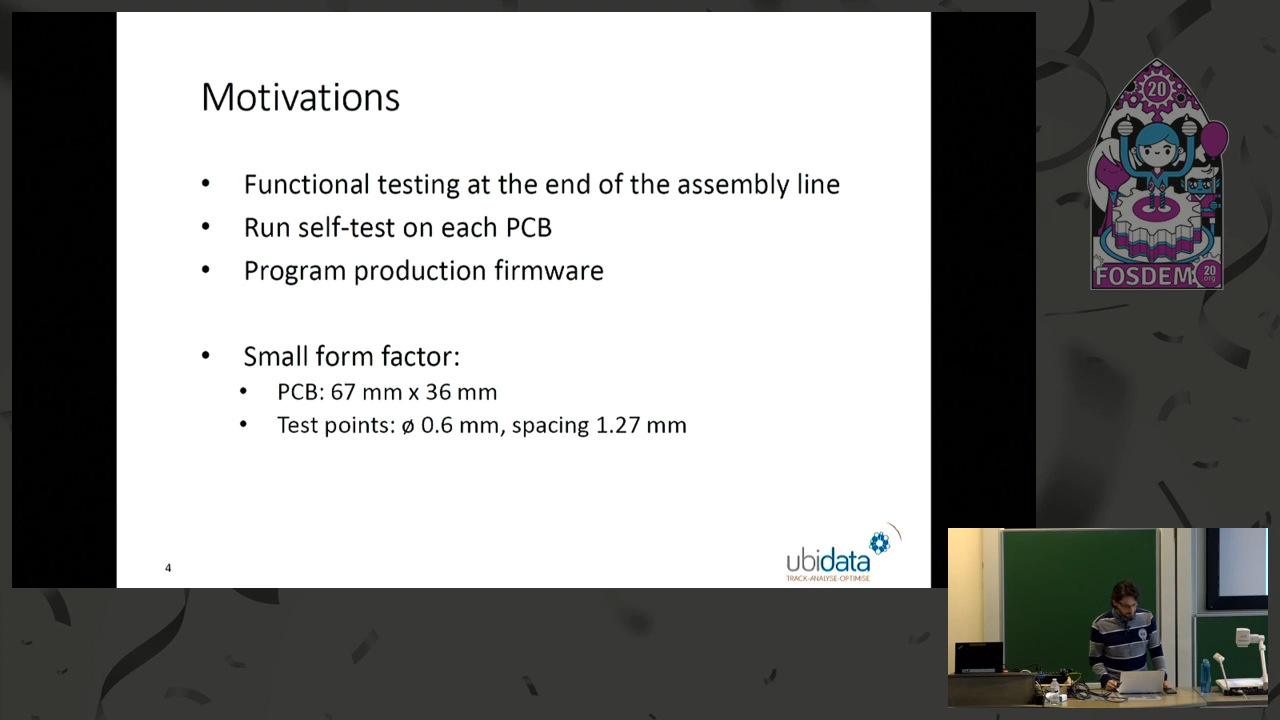 Motivations
• Functional testing at the end of the assembly line
• Run self-test on each PCB
• Program production firmware
• Small form factor:
• PCB: 67 mm x 36 mm
• Test points: ø 0.6 mm, spacing 1.27 mm
4
ubidata
TRACK-ANALYSE-OPTIMISE
20
FOSDEM
20
.org